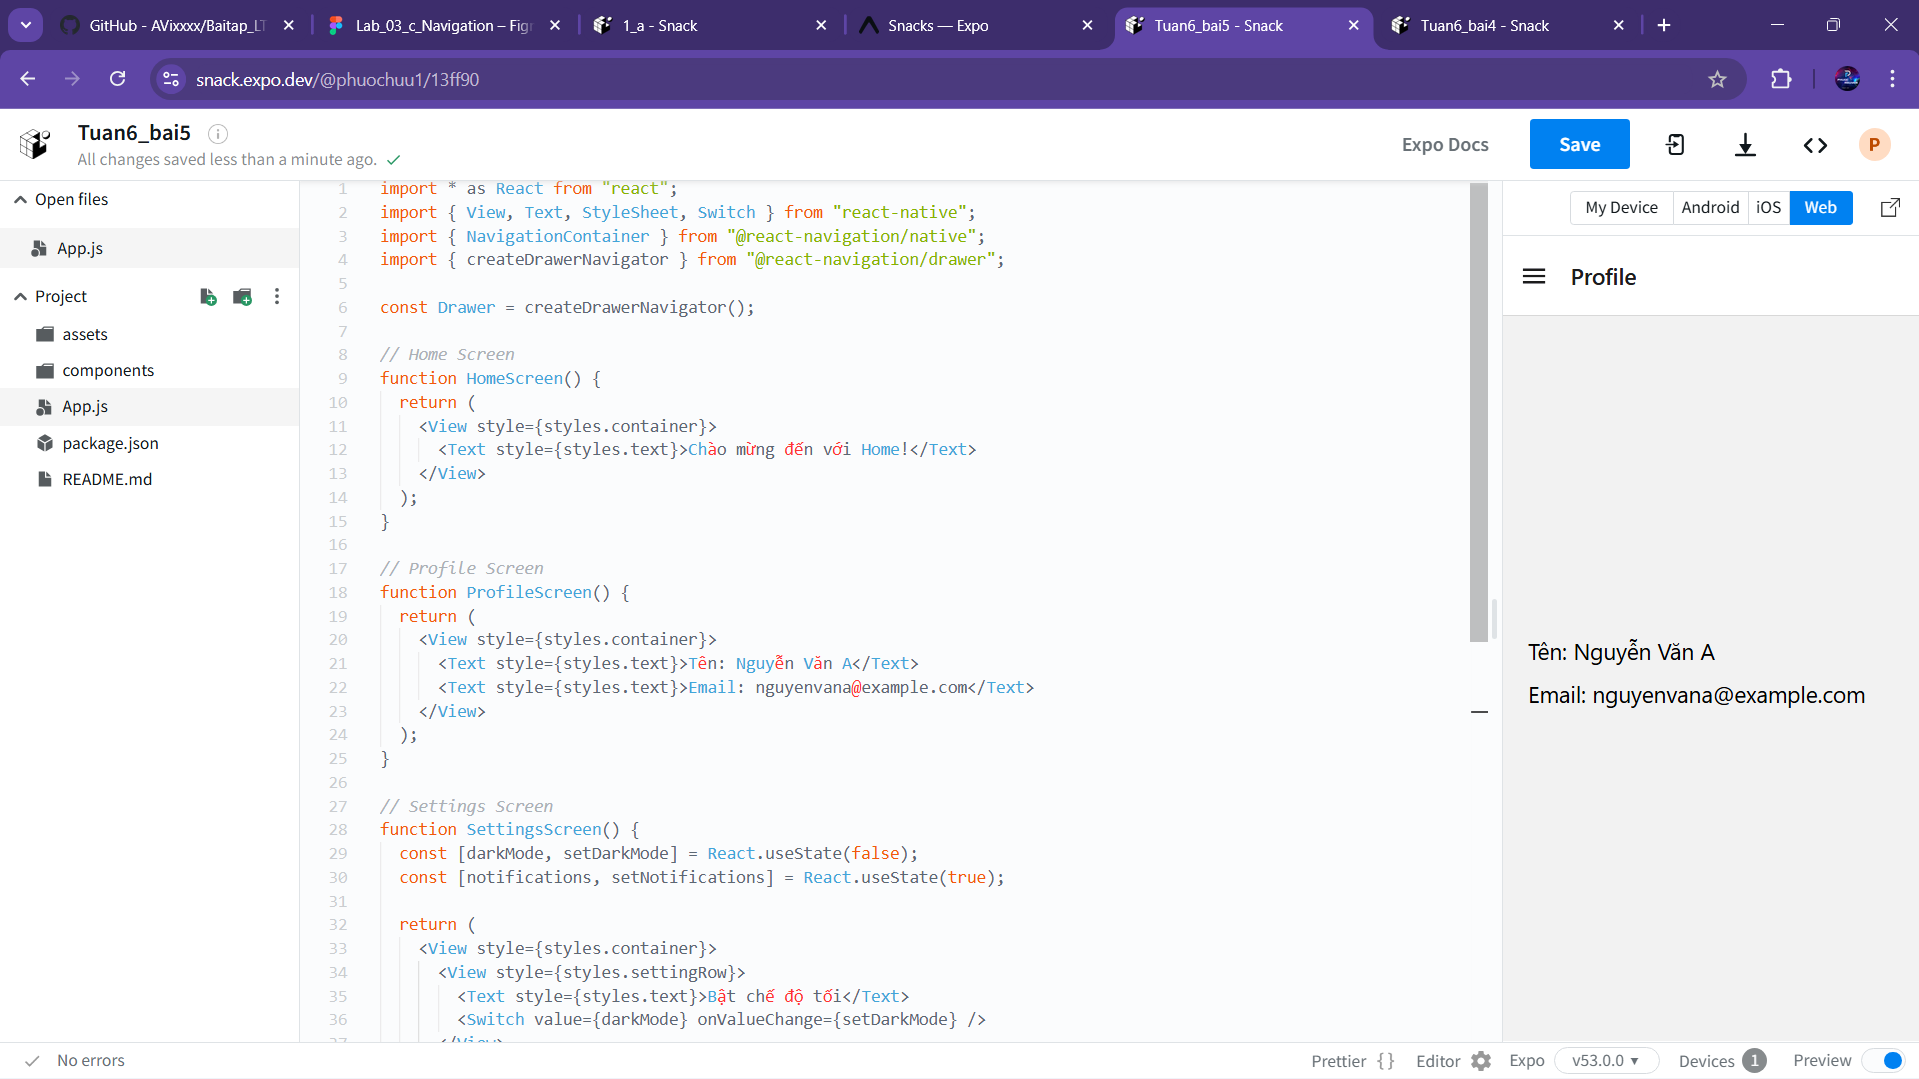 GitHub - AVixxxx/Baitap_LT
Lab_03_c_Navigation – Fig
1_a - Snack
Snacks — Expo
Tuan6_bai5 - Snack
Tuan6_bai4 - Snack
snack.expo.dev/@phuochuu1/13ff90
Tuan6_bai5
All changes saved less than a minute ago.
Expo Docs
Save
P
Open files
App.js
Project
assets
components
App.js
package.json
README.md
1 import * as React from "react";
2 import { View, Text, StyleSheet, Switch } from "react-native";
3 import { NavigationContainer } from "@react-navigation/native";
4 import { createDrawerNavigator } from "@react-navigation/drawer";
5
6 const Drawer = createDrawerNavigator();
7
8 // Home Screen
9 function HomeScreen() {
10 return (
11 <View style={styles.container}>
12 <Text style={styles.text}>Chào mừng đến với Home!</Text>
13 </View>
14 );
15 }
16
17 // Profile Screen
18 function ProfileScreen() {
19 return (
20 <View style={styles.container}>
21 <Text style={styles.text}>Tên: Nguyễn Văn A</Text>
22 <Text style={styles.text}>Email: nguyenvana@example.com</Text>
23 </View>
24 );
25 }
26
27 // Settings Screen
28 function SettingsScreen() {
29 const [darkMode, setDarkMode] = React.useState(false);
30 const [notifications, setNotifications] = React.useState(true);
31
32 return (
33 <View style={styles.container}>
34 <View style={styles.settingRow}>
35 <Text style={styles.text}>Bật chế độ tối</Text>
36 <Switch value={darkMode} onValueChange={setDarkMode} />
37 </View>
My Device
Android
iOS
Web
Profile
Tên: Nguyễn Văn A
Email: nguyenvana@example.com
No errors
Prettier {}
Editor
Expo
v53.0.0
Devices 1
Preview